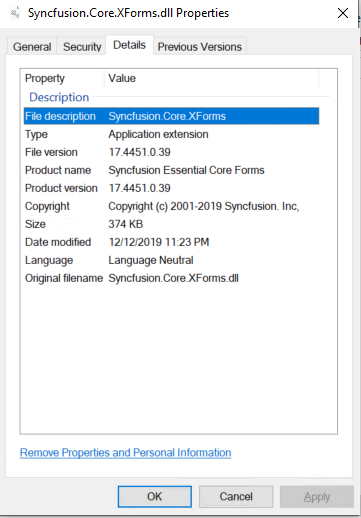 Syncfusion.Core.XForms.dll Properties
General Security Details Previous Versions
Property Value
Description
File description Syncfusion.Core.XForms
Type Application extension
File version 17.4451.0.39
Product name Syncfusion Essential Core Forms
Product version 17.4451.0.39
Copyright Copyright (c) 2001-2019 Syncfusion. Inc,
Size 374 KB
Date modified 12/12/2019 11:23 PM
Language Language Neutral
Original filename Syncfusion.Core.XForms.dll
Remove Properties and Personal Information
OK Cancel Apply